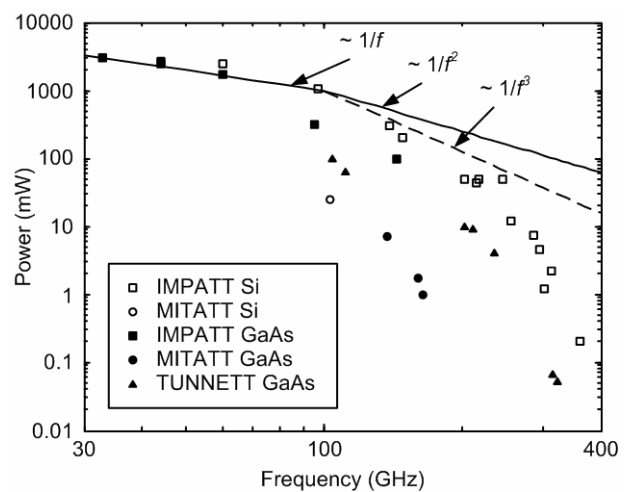 10000
~ 1/f
~ 1/f²
~ 1/f³
1000
100
10
1
0.1
0.01
Power (mW)
IMPATT Si
MITATT Si
IMPATT GaAs
MITATT GaAs
TUNNETT GaAs
30
100
400
Frequency (GHz)